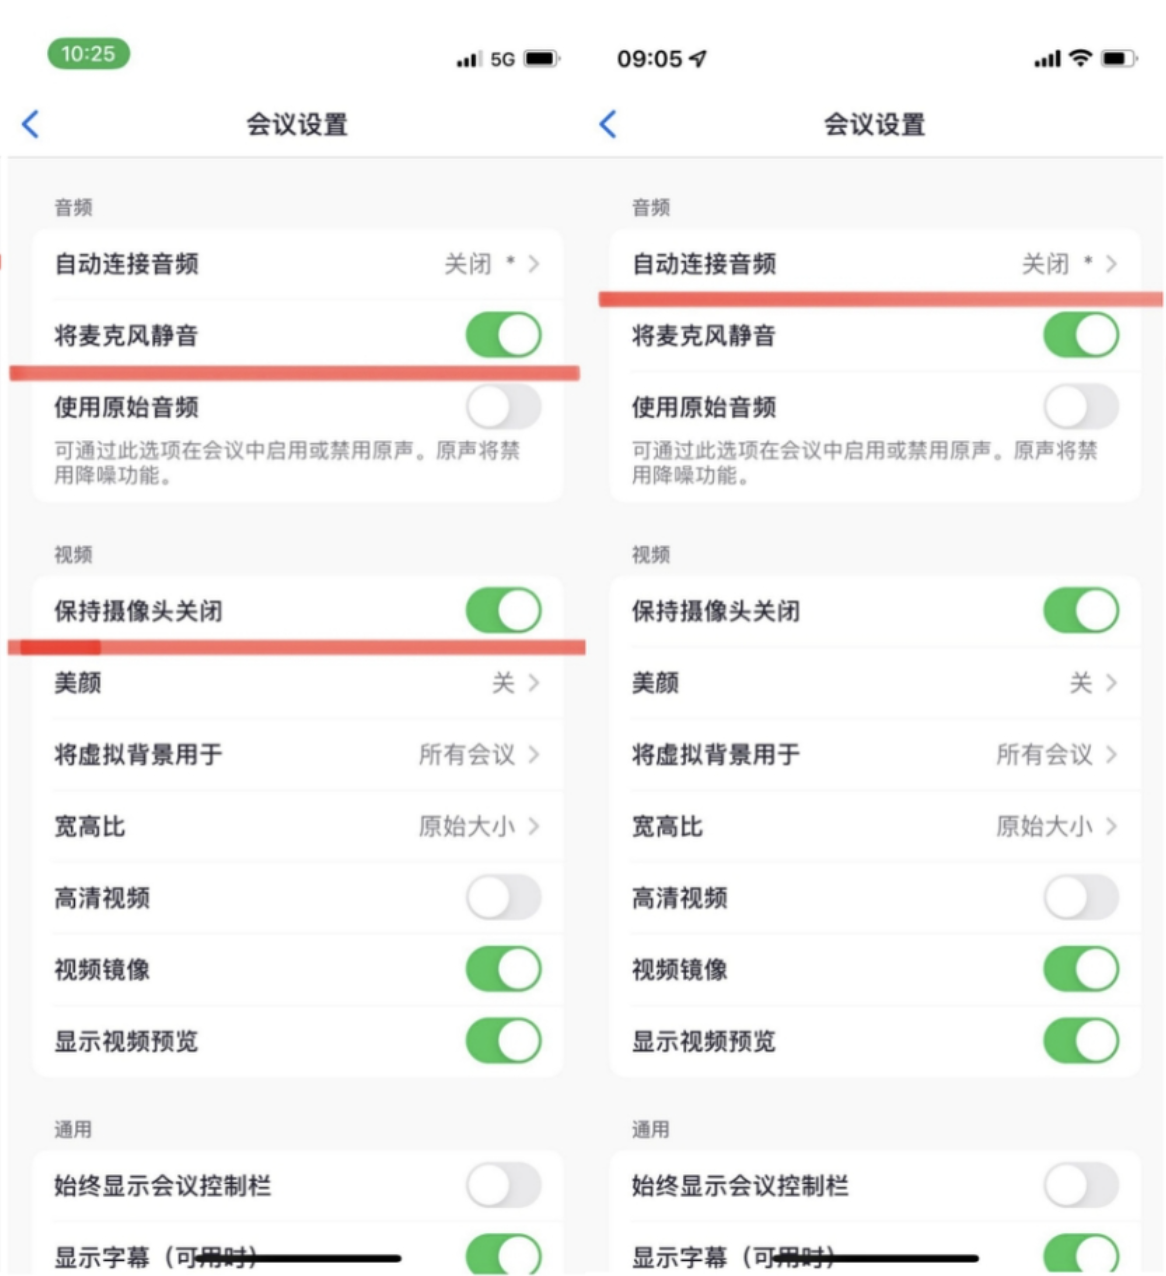 10:25
5G
会议设置
音频
自动连接音频
关闭 *
将麦克风静音
使用原始音频
可通过此选项在会议中启用或禁用原声。原声将禁
用降噪功能。
视频
保持摄像头关闭
美颜
关
将虚拟背景用于
所有会议
宽高比
原始大小
高清视频
视频镜像
显示视频预览
通用
始终显示会议控制栏
显示字幕（可用时）
09:05
会议设置
音频
自动连接音频
关闭 *
将麦克风静音
使用原始音频
可通过此选项在会议中启用或禁用原声。原声将禁
用降噪功能。
视频
保持摄像头关闭
美颜
关
将虚拟背景用于
所有会议
宽高比
原始大小
高清视频
视频镜像
显示视频预览
通用
始终显示会议控制栏
显示字幕（可用时）